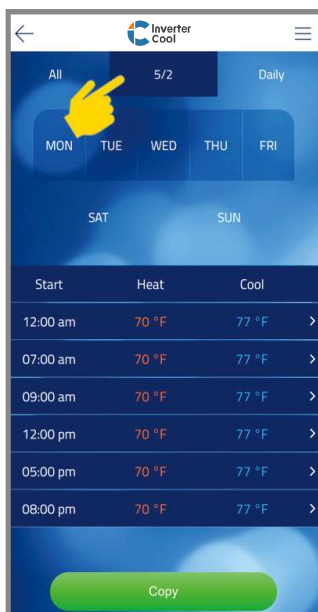 Inverter
Cool
All 5/2 Daily
MON TUE WED THU FRI
SAT SUN
Start Heat Cool
12:00 am 70 °F 77 °F >
07:00 am 70 °F 77 °F >
09:00 am 70 °F 77 °F >
12:00 pm 70 °F 77 °F >
05:00 pm 70 °F 77 °F >
08:00 pm 70 °F 77 °F >
Copy